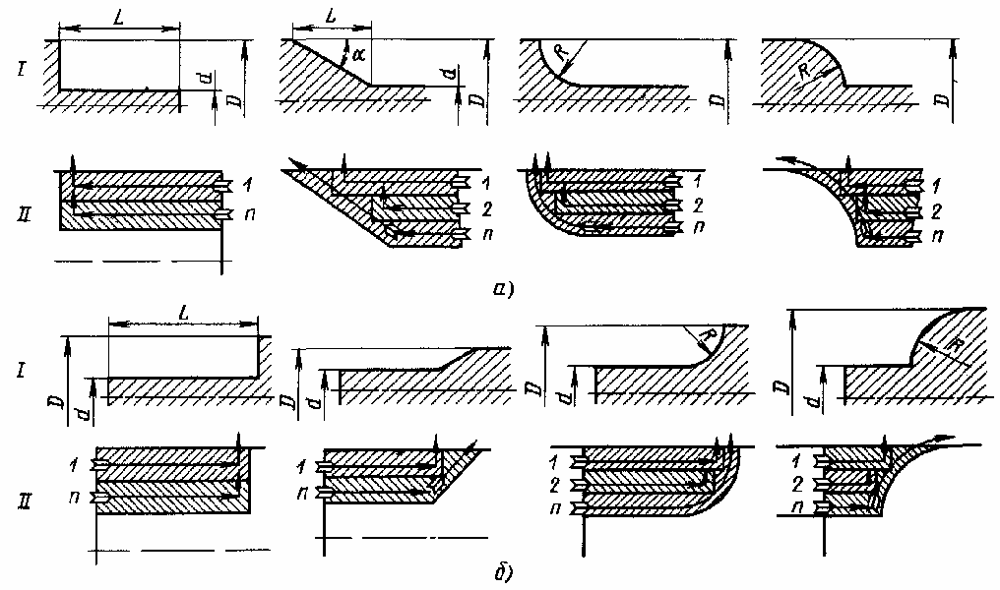 L L
I d D α d D R D R D
1 1 1 1
2 2 2
II n n n n
а)
L
I D d D d D d R D d R
1 1 1 1
2 2
II n n n n
б)